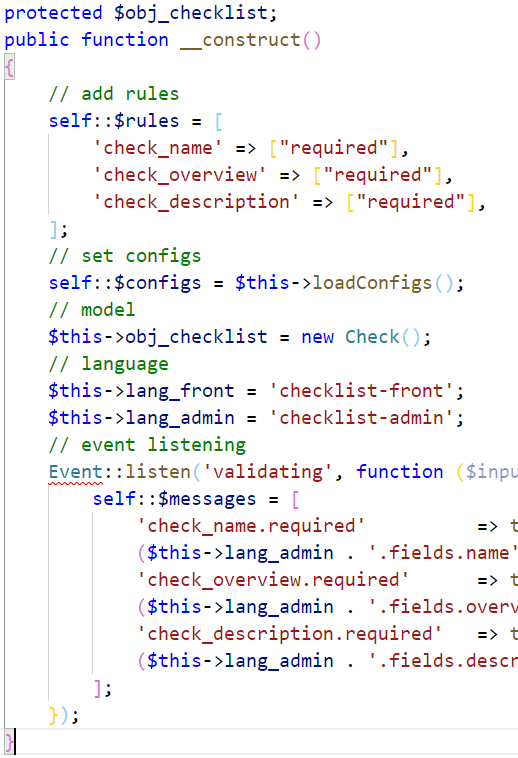 protected $obj_checklist;
public function __construct()
{
    // add rules
    self::$rules = [
        'check_name' => ["required"],
        'check_overview' => ["required"],
        'check_description' => ["required"],
    ];
    // set configs
    self::$configs = $this->loadConfigs();
    // model
    $this->obj_checklist = new Check();
    // language
    $this->lang_front = 'checklist-front';
    $this->lang_admin = 'checklist-admin';
    // event listening
    Event::listen('validating', function ($inpu
        self::$messages = [
            'check_name.required'          => t
            ($this->lang_admin . '.fields.name'
            'check_overview.required'      => t
            ($this->lang_admin . '.fields.overv
            'check_description.required'   => t
            ($this->lang_admin . '.fields.descr
        ];
    });
}